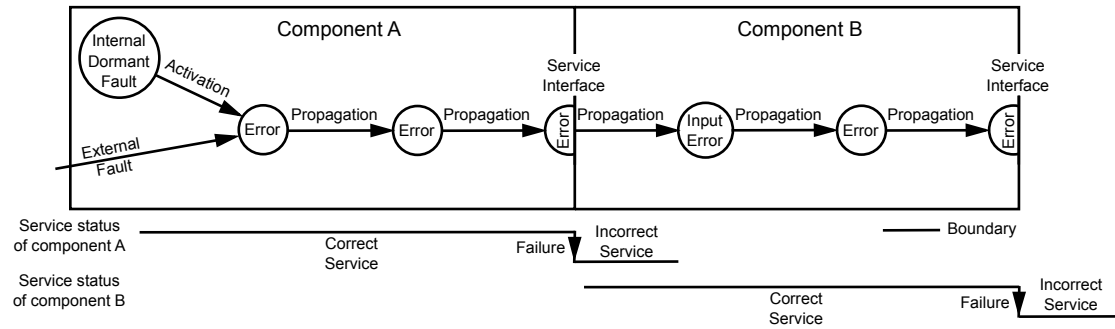 Component A
Component B
Internal
Dormant
Fault
Activation
Service
Interface
Service
Interface
Error
Propagation
Error
Propagation
Error
Propagation
Input
Error
Propagation
Error
Propagation
Error
External
Fault
Service status
of component A
Correct
Service
Failure
Incorrect
Service
Boundary
Service status
of component B
Correct
Service
Failure
Incorrect
Service